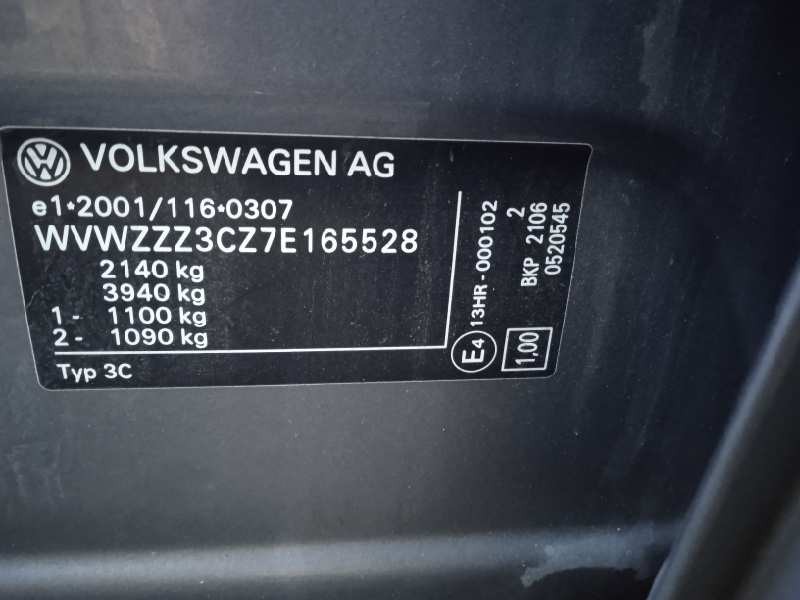 VOLKSWAGEN AG
e1*2001/116*0307
WVWZZZ3CZ7E165528
2140 kg
3940 kg
1 - 1100 kg
2 - 1090 kg
Typ 3C
E4 13HR-000102
2
BKP 2106
0520545
1,00